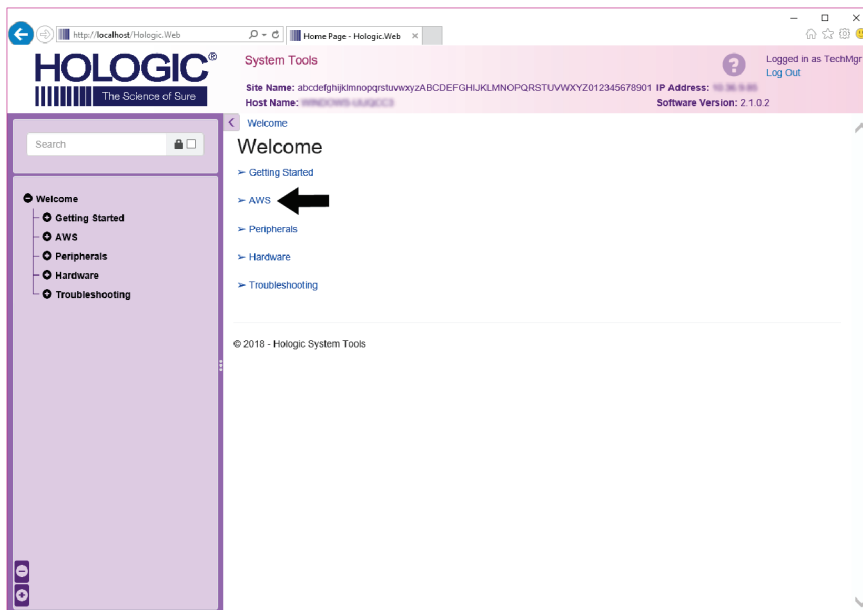 http://localhost/Hologic.Web
Home Page - Hologic.Web
HOLOGIC®
The Science of Sure
System Tools
Logged in as TechMgr
Log Out
Site Name: abcdefghijklmnopqrstuvwxyzABCDEFGHIJKLMNOPQRSTUVWXYZ012345678901 IP Address:
Host Name:
Software Version: 2.1.0.2
Search
Welcome
Getting Started
AWS
Peripherals
Hardware
Troubleshooting
Welcome
Welcome
➢ Getting Started
➢ AWS
➢ Peripherals
➢ Hardware
➢ Troubleshooting
© 2018 - Hologic System Tools